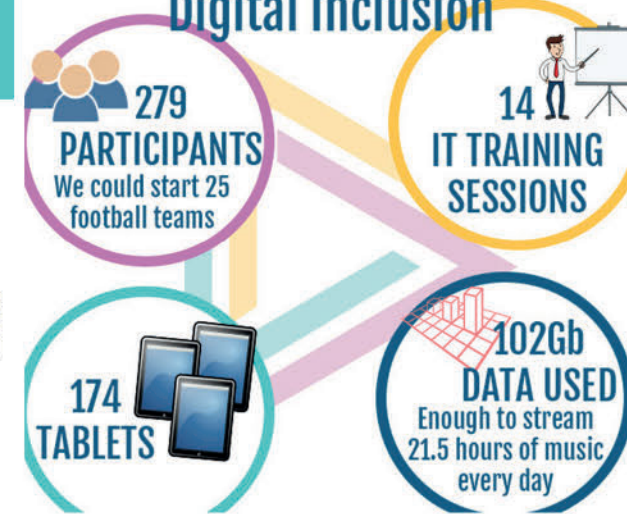 Digital Inclusion
279
PARTICIPANTS
We could start 25
football teams
14
IT TRAINING
SESSIONS
174
TABLETS
102Gb
DATA USED
Enough to stream
21.5 hours of music
every day